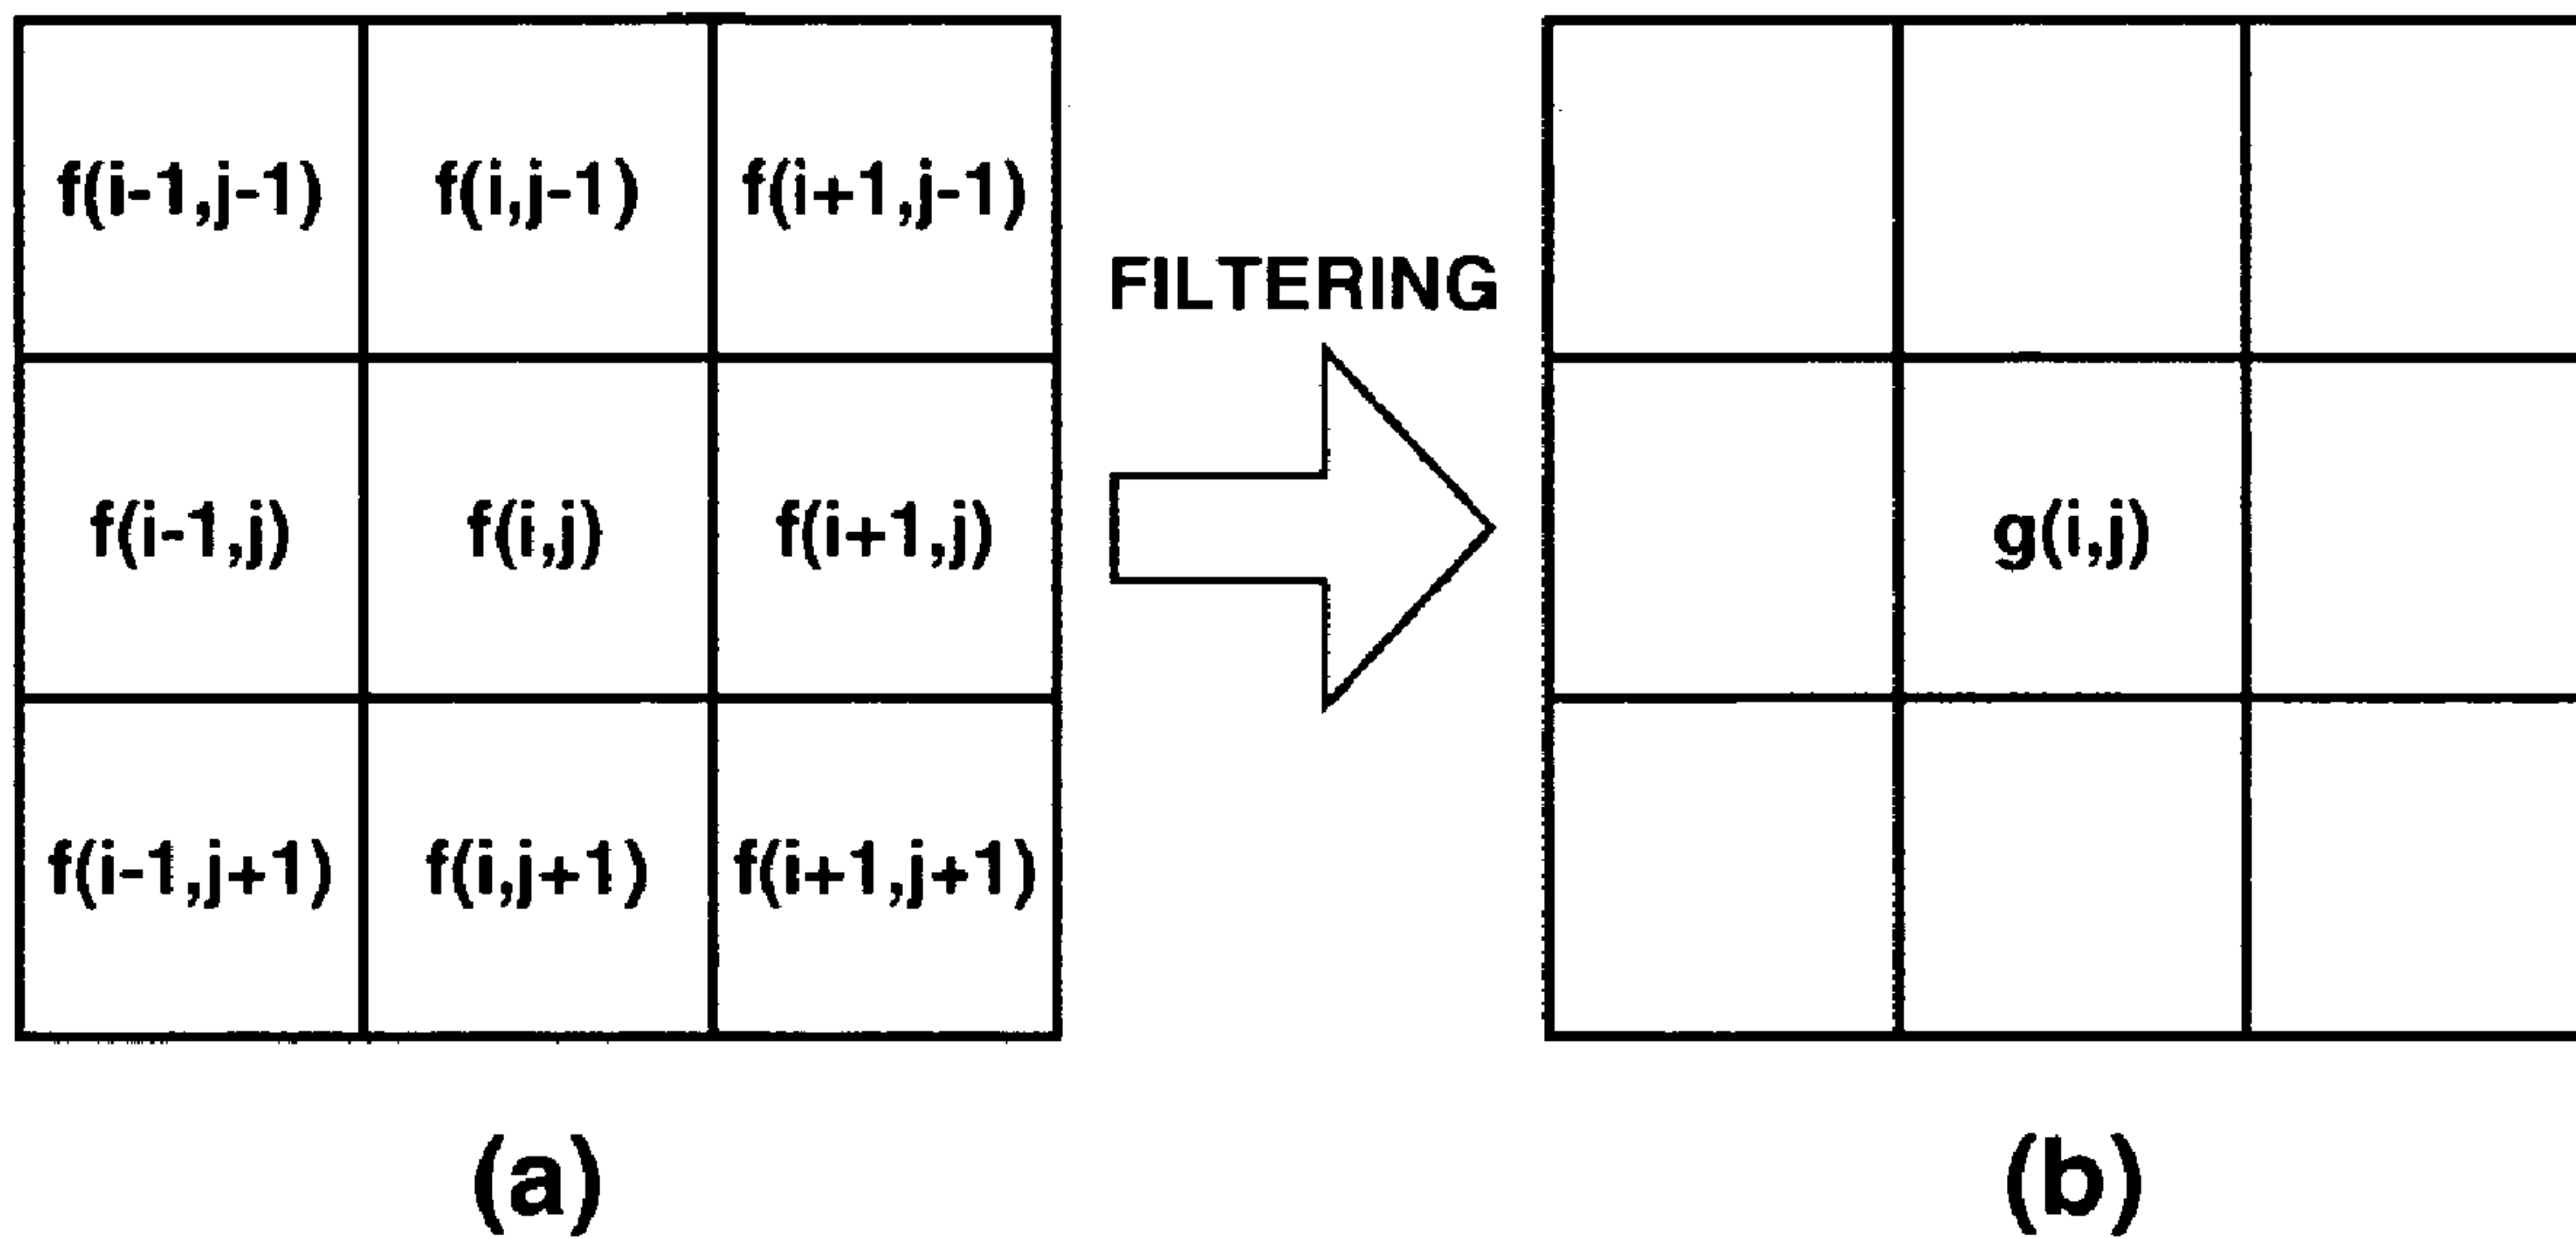 f(i-1,j-1) f(i,j-1) f(i+1,j-1)
FILTERING
f(i-1,j) f(i,j) f(i+1,j) g(i,j)
f(i-1,j+1) f(i,j+1) f(i+1,j+1)
(a) (b)